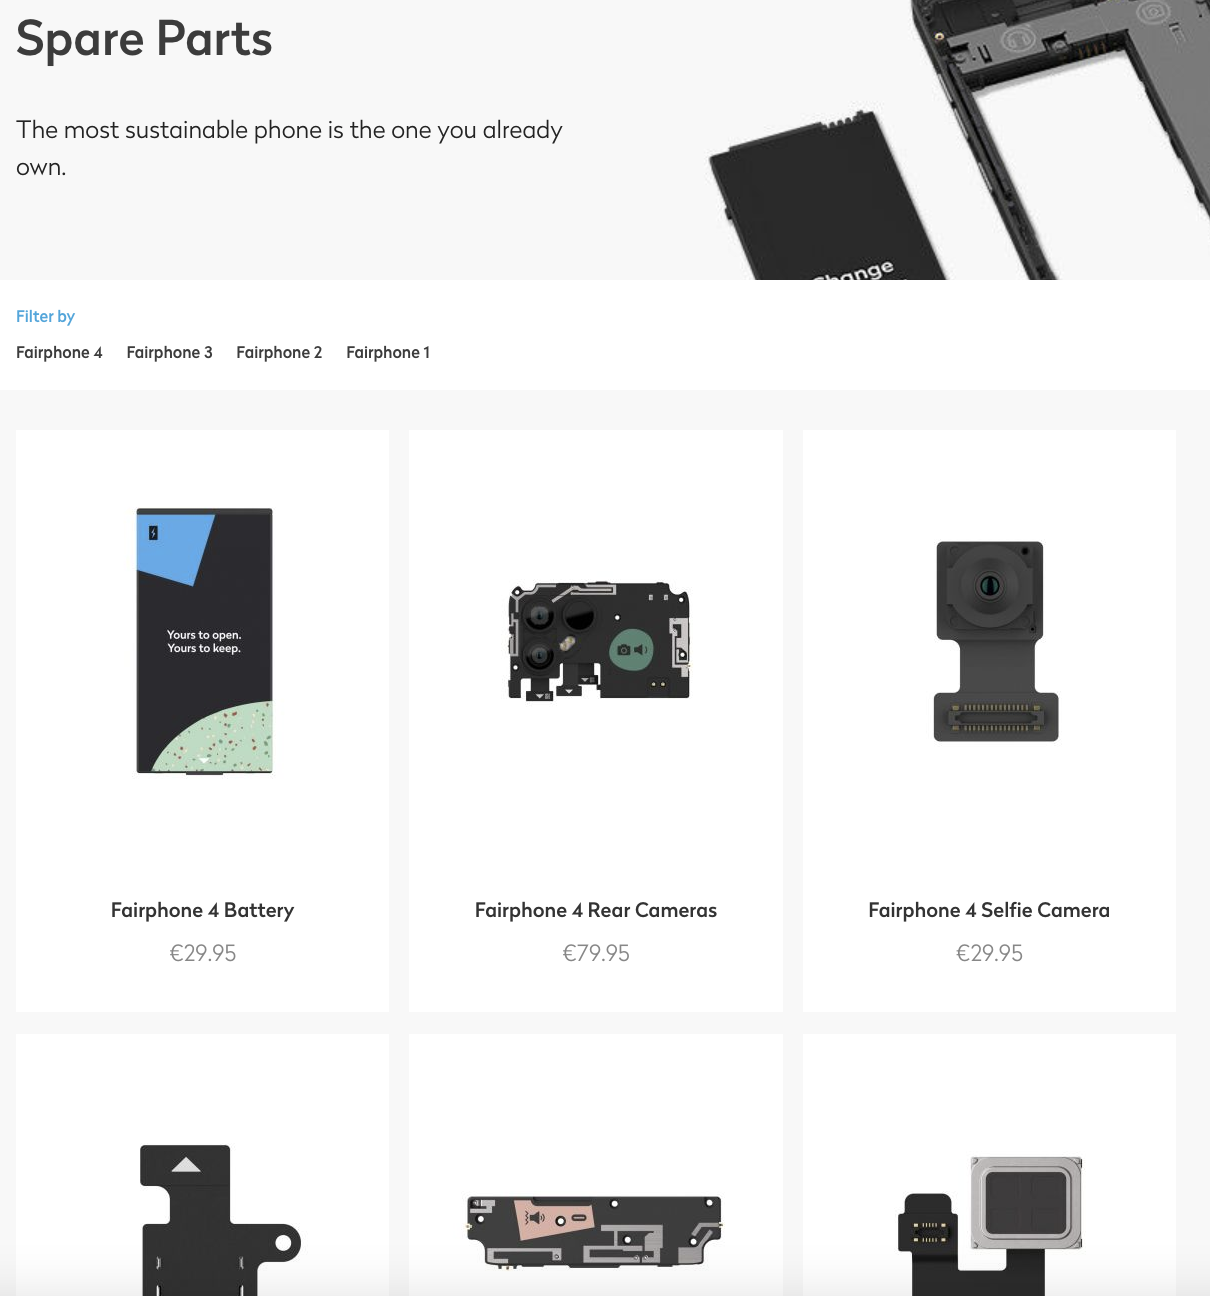 Spare Parts
The most sustainable phone is the one you already
own.
Change
Filter by
Fairphone 4 Fairphone 3 Fairphone 2 Fairphone 1
Yours to open.
Yours to keep.
Fairphone 4 Battery
€29.95
Fairphone 4 Rear Cameras
€79.95
Fairphone 4 Selfie Camera
€29.95